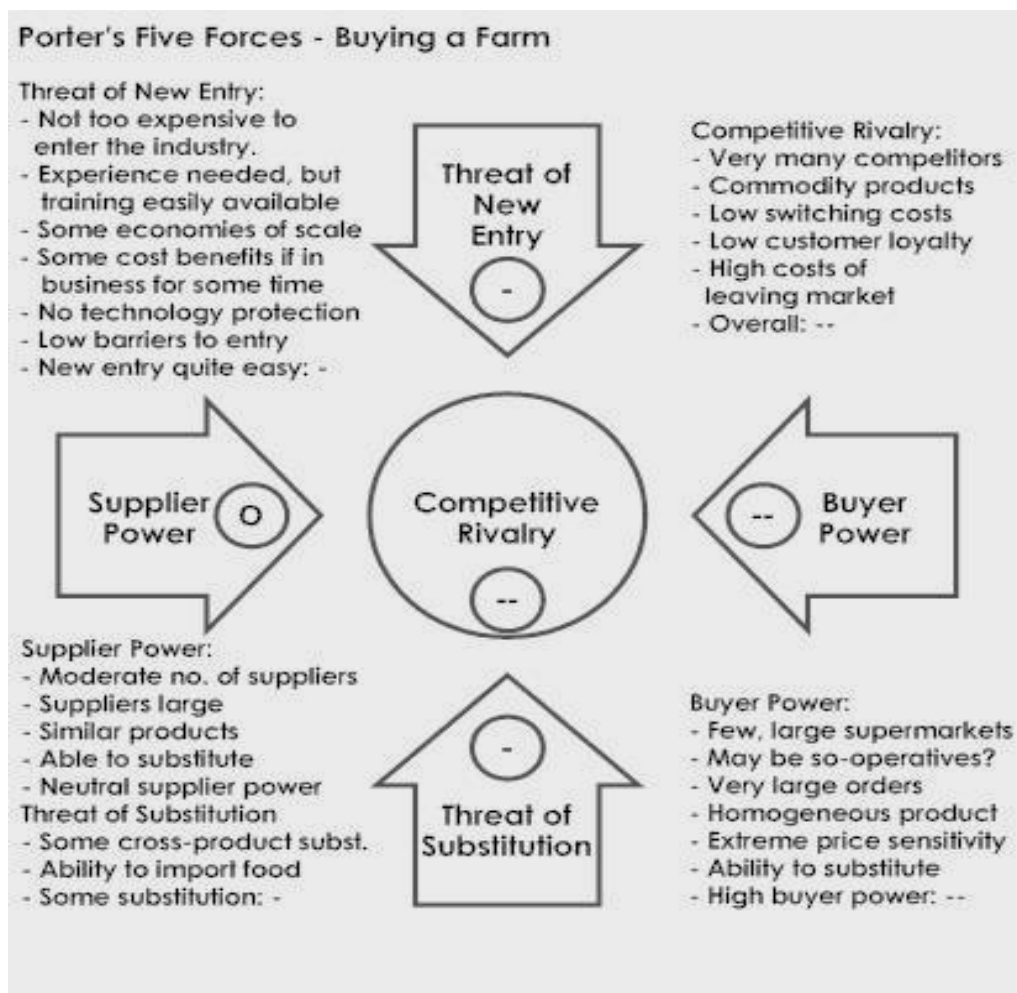 Porter's Five Forces - Buying a Farm
Threat of New Entry:
- Not too expensive to
enter the industry.
- Experience needed, but
training easily available
- Some economies of scale
- Some cost benefits if in
business for some time
- No technology protection
- Low barriers to entry
- New entry quite easy: -
Threat of
New
Entry
-
Competitive Rivalry:
- Very many competitors
- Commodity products
- Low switching costs
- Low customer loyalty
- High costs of
leaving market
- Overall: --
Supplier
Power
O
Competitive
Rivalry
--
--
Buyer
Power
Supplier Power:
- Moderate no. of suppliers
- Suppliers large
- Similar products
- Able to substitute
- Neutral supplier power
Threat of Substitution
- Some cross-product subst.
- Ability to import food
- Some substitution: -
-
Threat of
Substitution
Buyer Power:
- Few, large supermarkets
- May be so-operatives?
- Very large orders
- Homogeneous product
- Extreme price sensitivity
- Ability to substitute
- High buyer power: --